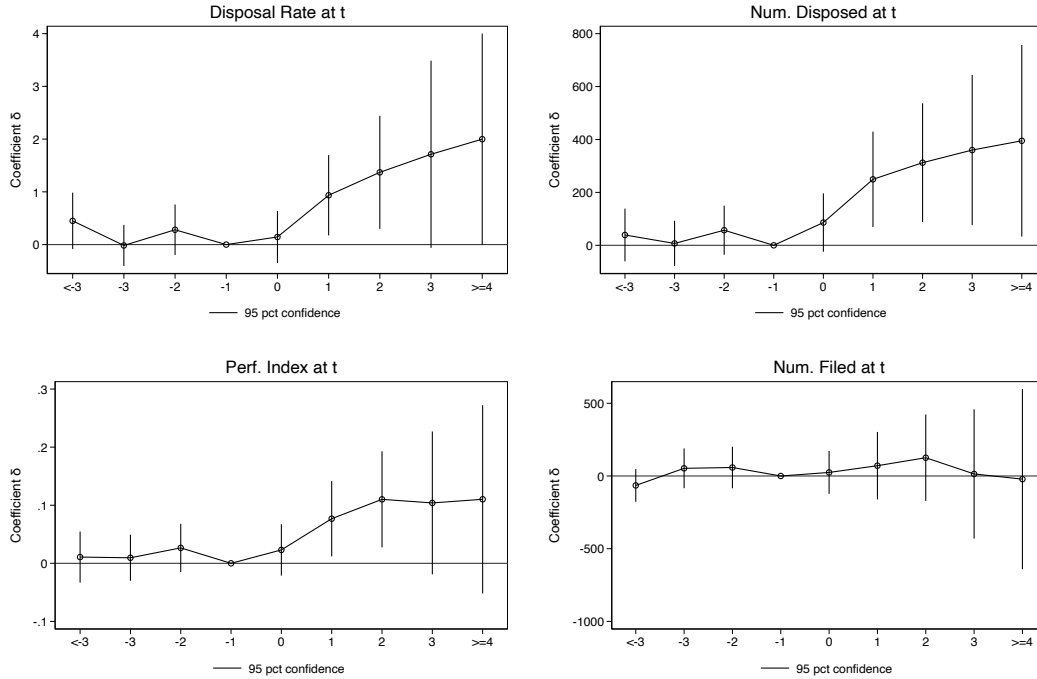 Disposal Rate at t
Coefficient δ
4
3
2
1
0
<-3 -3 -2 -1 0 1 2 3 >=4
95 pct confidence
Num. Disposed at t
Coefficient δ
800
600
400
200
0
<-3 -3 -2 -1 0 1 2 3 >=4
95 pct confidence
Perf. Index at t
Coefficient δ
.3
.2
.1
0
-.1
<-3 -3 -2 -1 0 1 2 3 >=4
95 pct confidence
Num. Filed at t
Coefficient δ
500
0
-500
-1000
<-3 -3 -2 -1 0 1 2 3 >=4
95 pct confidence